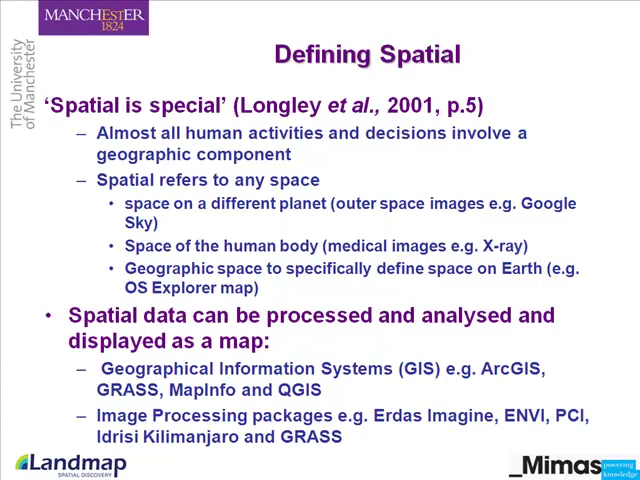 MANCHESTER
1824
The University
of Manchester
Defining Spatial
‘Spatial is special’ (Longley et al., 2001, p.5)
– Almost all human activities and decisions involve a
geographic component
– Spatial refers to any space
• space on a different planet (outer space images e.g. Google
Sky)
• Space of the human body (medical images e.g. X-ray)
• Geographic space to specifically define space on Earth (e.g.
OS Explorer map)
• Spatial data can be processed and analysed and
displayed as a map:
– Geographical Information Systems (GIS) e.g. ArcGIS,
GRASS, MapInfo and QGIS
– Image Processing packages e.g. Erdas Imagine, ENVI, PCI,
Idrisi Kilimanjaro and GRASS
Landmap
SPATIAL DISCOVERY
_Mimas
powering
knowledge